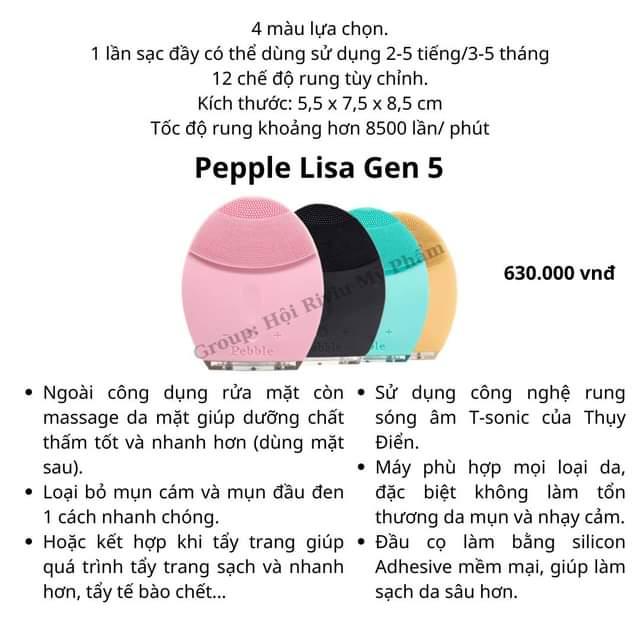 4 màu lựa chọn.
1 lần sạc đầy có thể dùng sử dụng 2-5 tiếng/3-5 tháng
12 chế độ rung tùy chỉnh.
Kích thước: 5,5 x 7,5 x 8,5 cm
Tốc độ rung khoảng hơn 8500 lần/ phút
Pepple Lisa Gen 5
630.000 vnđ
Group: Hội Riviu Mỹ Phẩm
- +
Pebble
• Ngoài công dụng rửa mặt còn
massage da mặt giúp dưỡng chất
thấm tốt và nhanh hơn (dùng mặt
sau).
• Loại bỏ mụn cám và mụn đầu đen
1 cách nhanh chóng.
• Hoặc kết hợp khi tẩy trang giúp
quá trình tẩy trang sạch và nhanh
hơn, tẩy tế bào chết...
• Sử dụng công nghệ rung
sóng âm T-sonic của Thụy
Điển.
• Máy phù hợp mọi loại da,
đặc biệt không làm tổn
thương da mụn và nhạy cảm.
• Đầu cọ làm bằng silicon
Adhesive mềm mại, giúp làm
sạch da sâu hơn.